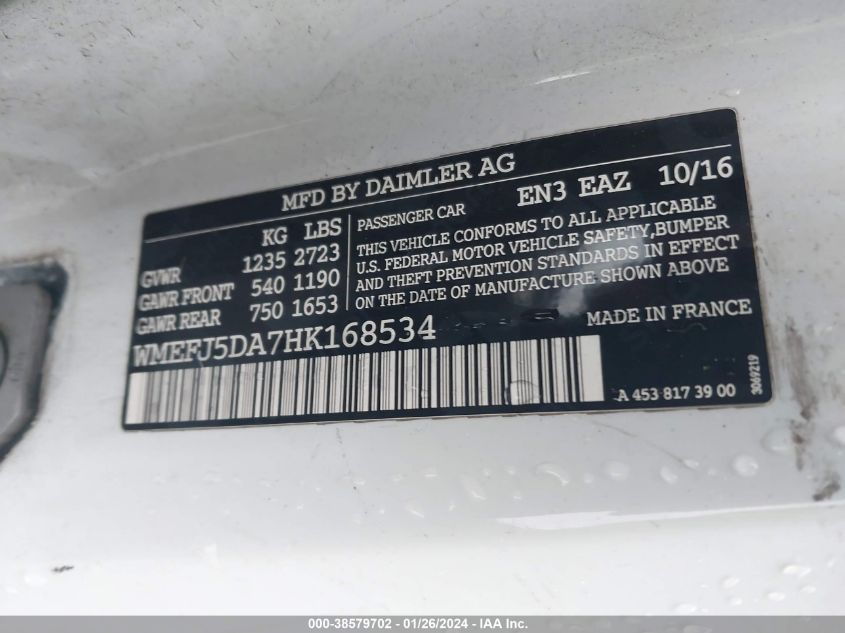 MFD BY DAIMLER AG
EN3 EAZ 10/16
KG LBS
GVWR 1235 2723
GAWR FRONT 540 1190
GAWR REAR 750 1653
PASSENGER CAR
THIS VEHICLE CONFORMS TO ALL APPLICABLE
U.S. FEDERAL MOTOR VEHICLE SAFETY,BUMPER
AND THEFT PREVENTION STANDARDS IN EFFECT
ON THE DATE OF MANUFACTURE SHOWN ABOVE
WMEFJ5DA7HK168534
MADE IN FRANCE
A 453 817 39 00
3069219
000-38579702 - 01/26/2024 - IAA Inc.